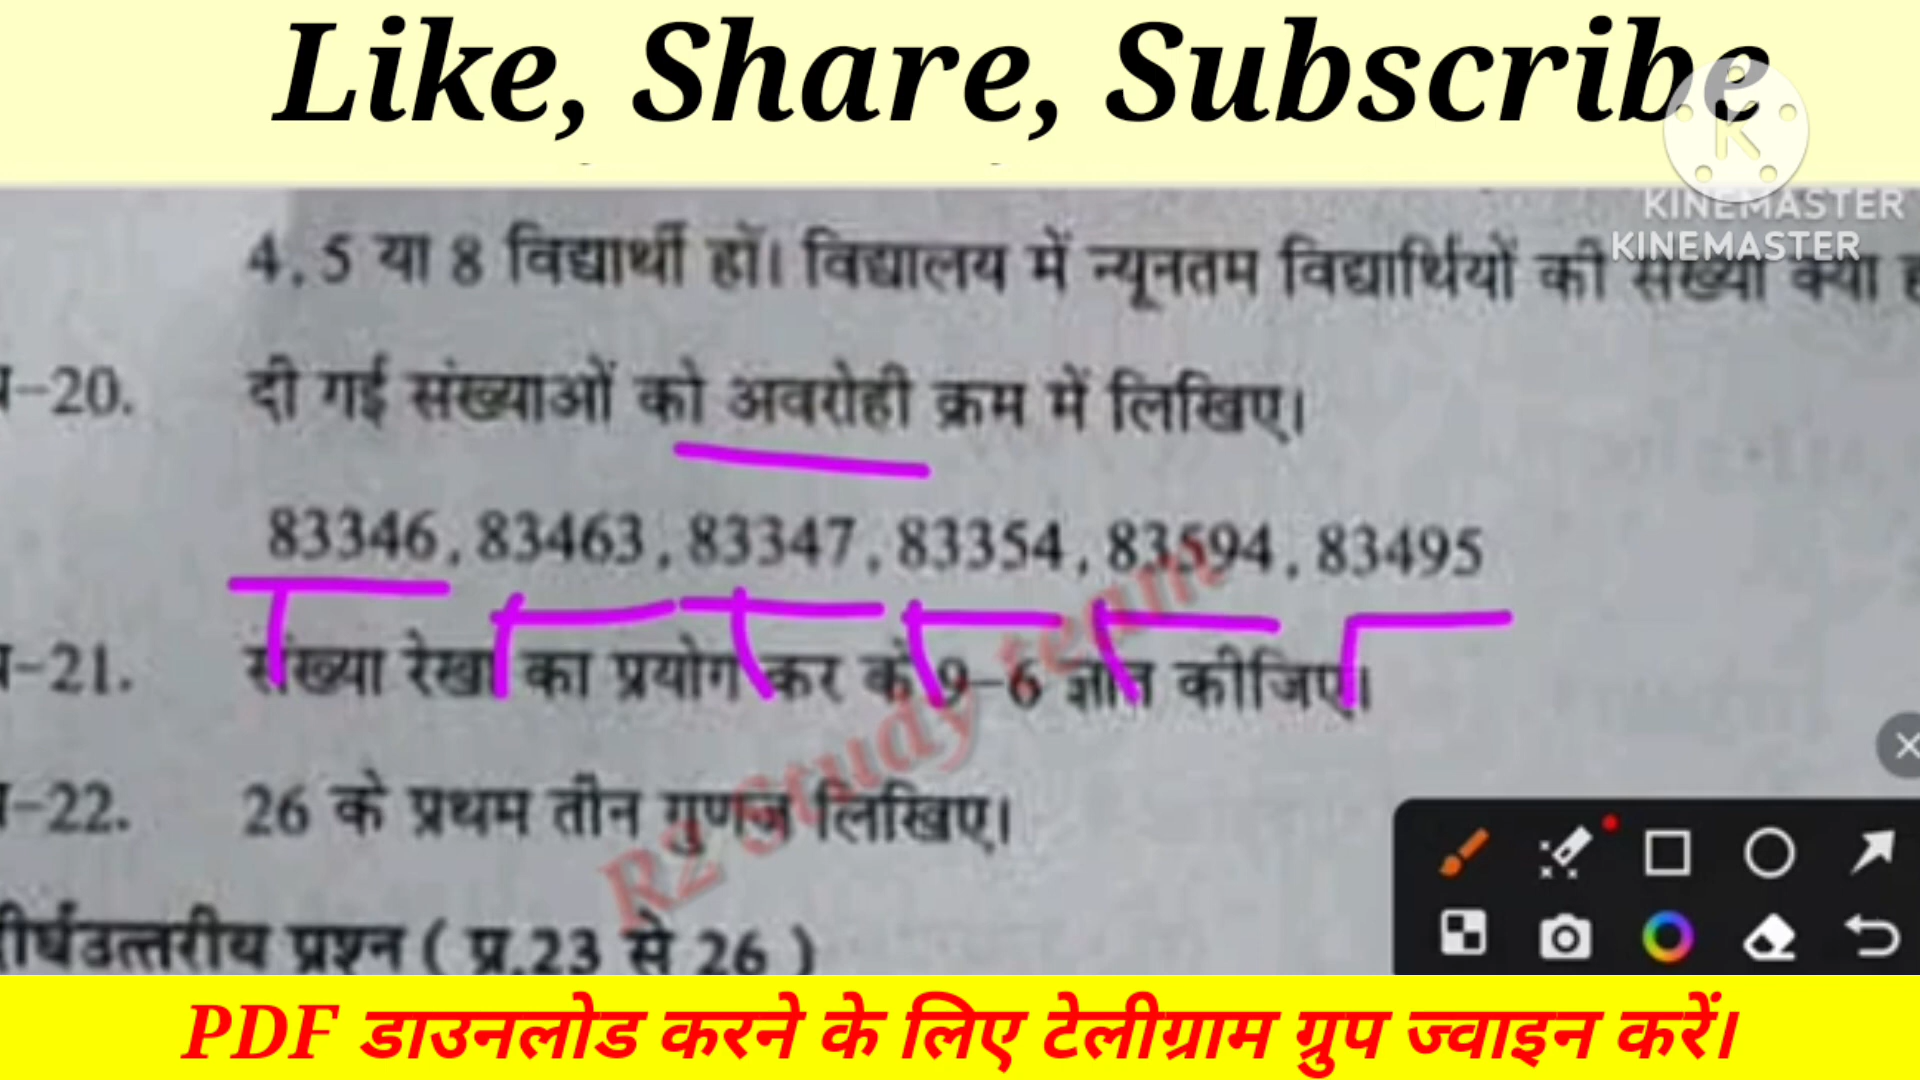 Like, Share, Subscribe
KINEMASTER
KINEMASTER
4, 5 या 8 विद्यार्थी हों। विद्यालय में न्यूनतम विद्यार्थियों की संख्या क्या
-20. दी गई संख्याओं को अवरोही क्रम में लिखिए।
83346, 83463, 83347, 83354, 83594, 83495
-21. संख्या रेखा का प्रयोग कर के 9-6 ज्ञात कीजिए।
-22. 26 के प्रथम तीन गुणज लिखिए।
R2 Study team
प्रश्न ( प्र.23 से 26 )
PDF डाउनलोड करने के लिए टेलीग्राम ग्रुप ज्वाइन करें।